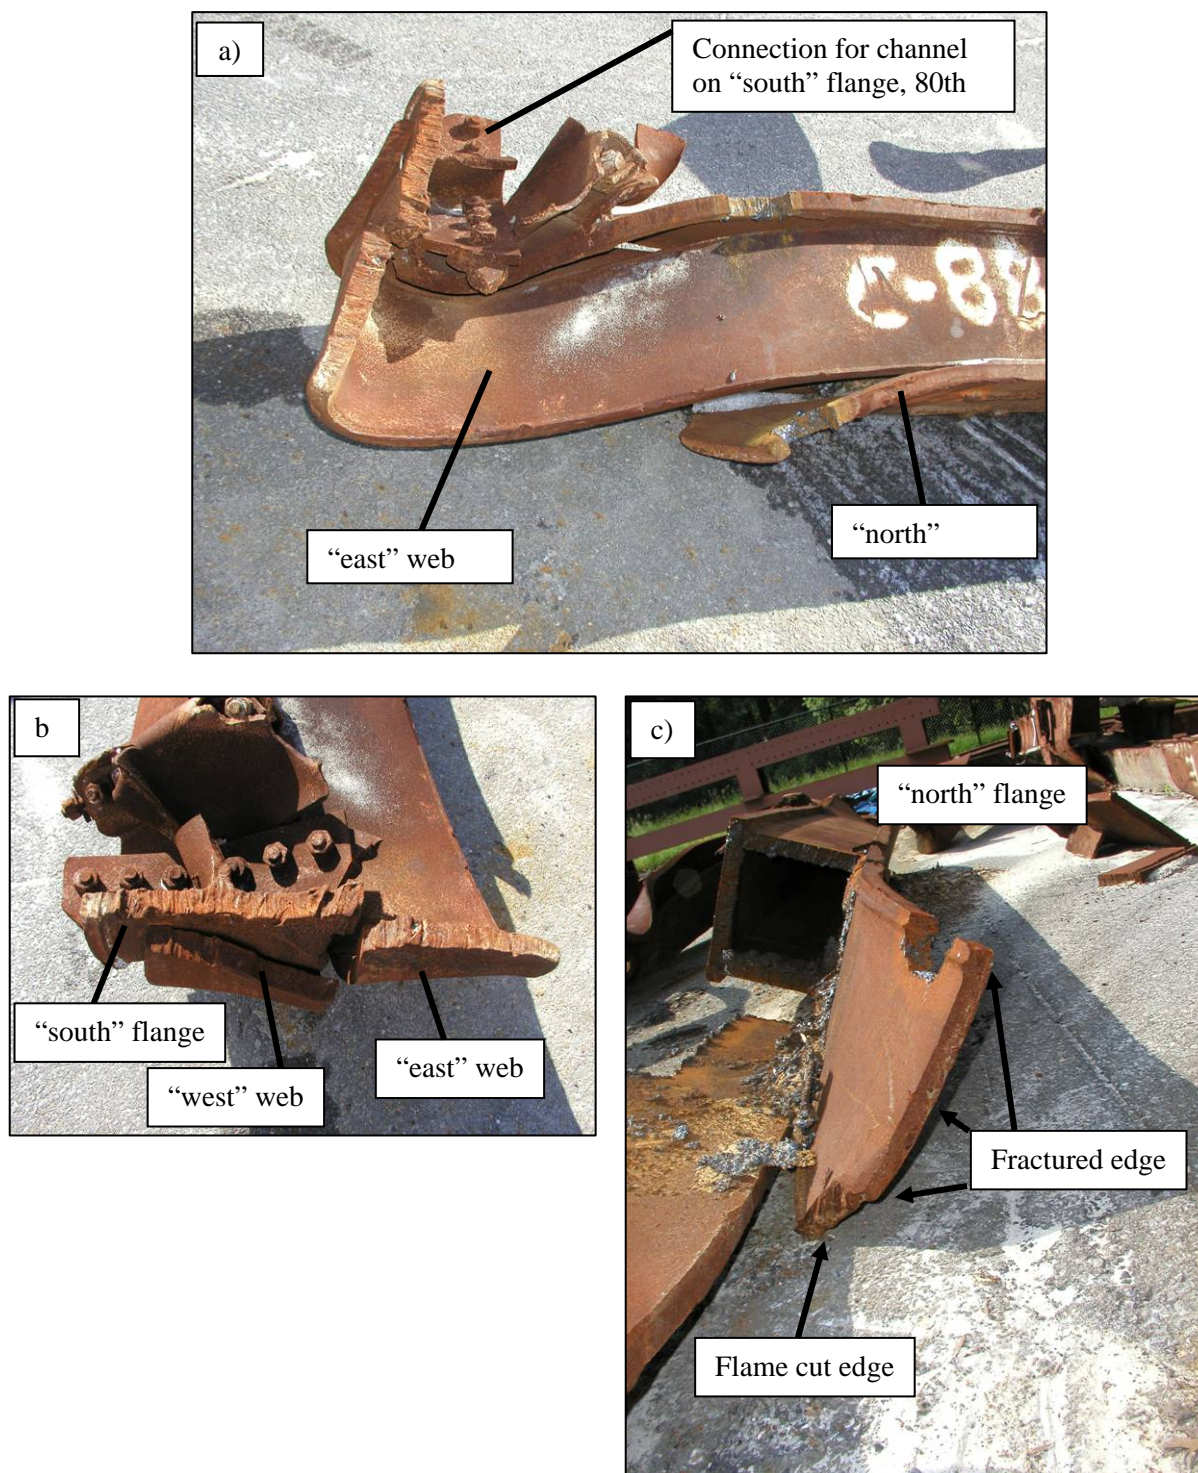 a)
Connection for channel
on “south” flange, 80th
“east” web
“north”
b
“south” flange
“west” web
“east” web
c)
“north” flange
Fractured edge
Flame cut edge